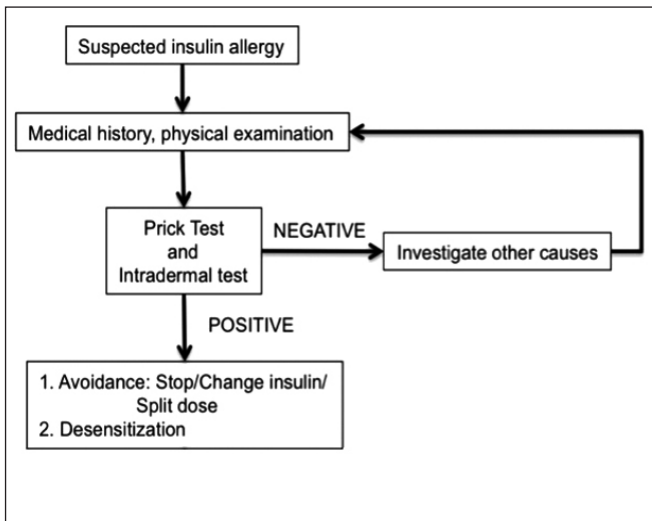 Suspected insulin allergy
Medical history, physical examination
Prick Test
and
Intradermal test
NEGATIVE
Investigate other causes
POSITIVE
1. Avoidance: Stop/Change insulin/
Split dose
2. Desensitization